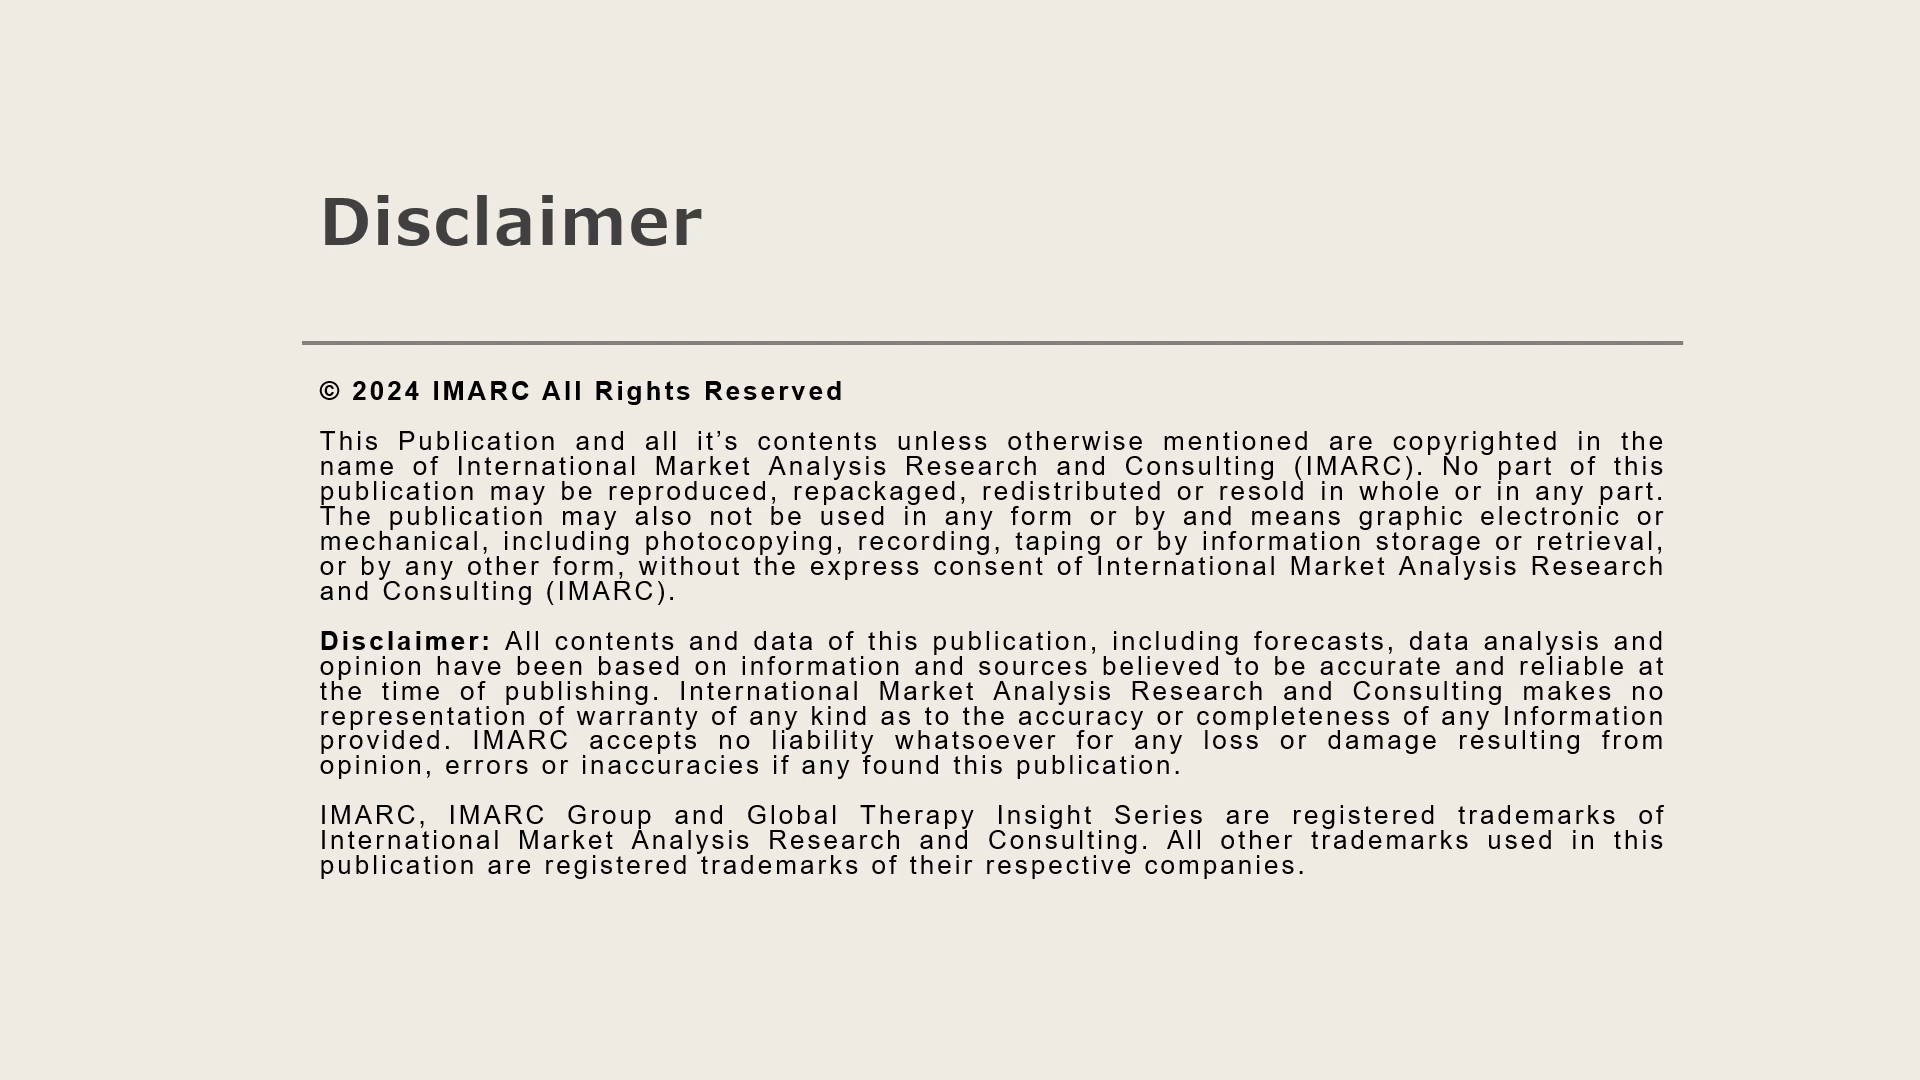 Disclaimer
© 2024 IMARC All Rights Reserved
This Publication and all it’s contents unless otherwise mentioned are copyrighted in the
name of International Market Analysis Research and Consulting (IMARC). No part of this
publication may be reproduced, repackaged, redistributed or resold in whole or in any part.
The publication may also not be used in any form or by and means graphic electronic or
mechanical, including photocopying, recording, taping or by information storage or retrieval,
or by any other form, without the express consent of International Market Analysis Research
and Consulting (IMARC).
Disclaimer: All contents and data of this publication, including forecasts, data analysis and
opinion have been based on information and sources believed to be accurate and reliable at
the time of publishing. International Market Analysis Research and Consulting makes no
representation of warranty of any kind as to the accuracy or completeness of any Information
provided. IMARC accepts no liability whatsoever for any loss or damage resulting from
opinion, errors or inaccuracies if any found this publication.
IMARC, IMARC Group and Global Therapy Insight Series are registered trademarks of
International Market Analysis Research and Consulting. All other trademarks used in this
publication are registered trademarks of their respective companies.